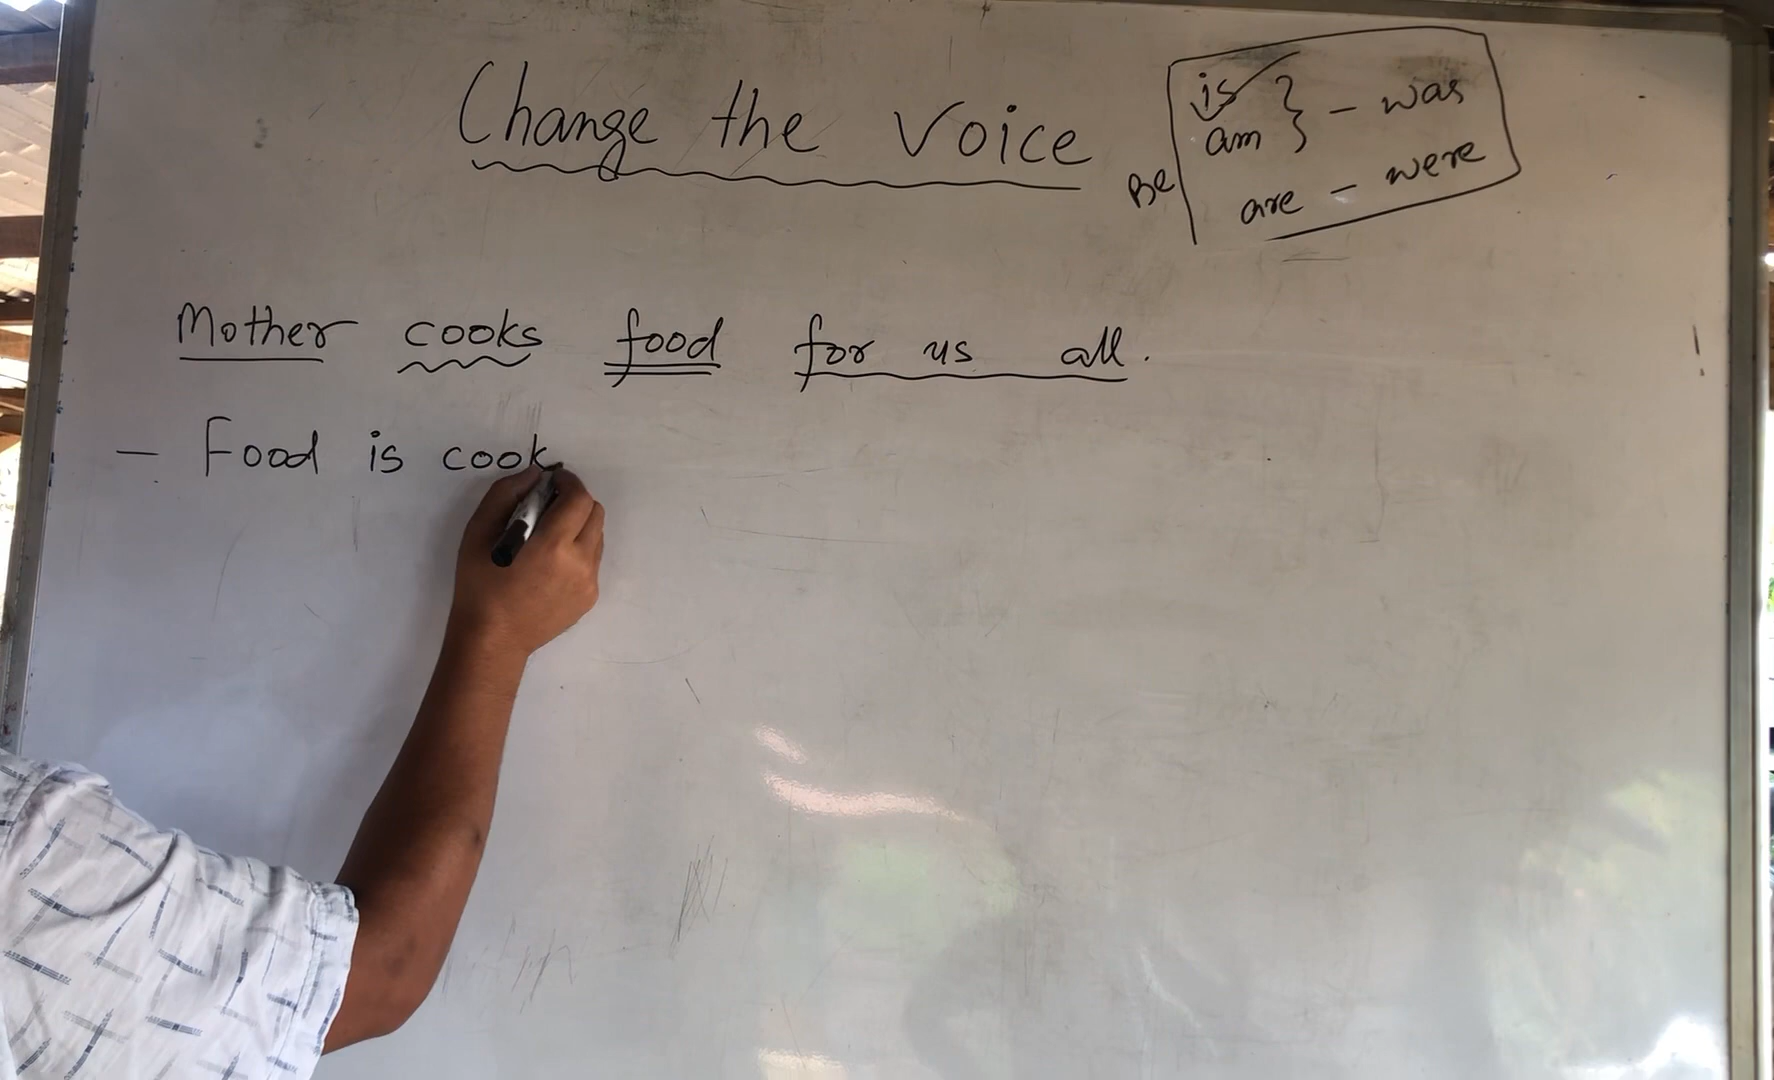 Change the Voice
is } - was
am
Be are - were
Mother cooks food for us all.
- Food is cook